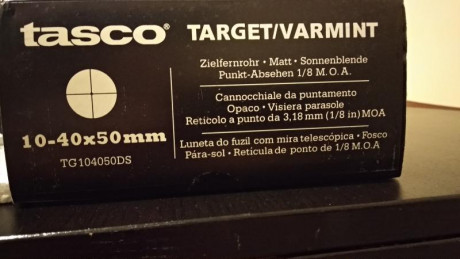 tasco® TARGET/VARMINT
Zielfernrohr • Matt • Sonnenblende
Punkt-Absehen 1/8 M.O.A.
Cannocchiale da puntamento
Opaco • Visiera parasole
Reticolo a punto da 3,18 mm (1/8 in) MOA
Luneta do fuzil com mira telescópica • Fosco
Pára-sol • Reticula de ponto de 1/8 M.O.A
10-40x50mm
TG104050DS